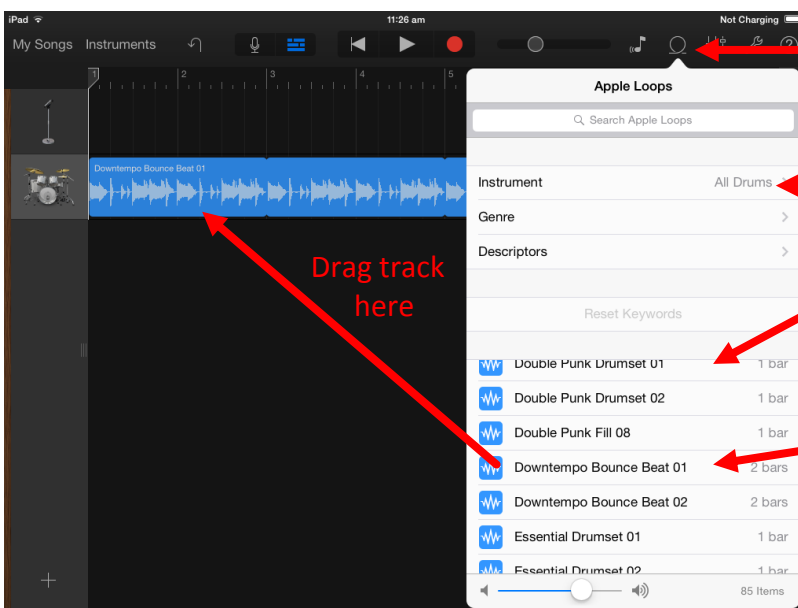 iPad 11:26 am Not Charging
My Songs Instruments
1 2 3 4 5
Apple Loops
Search Apple Loops
Downtempo Bounce Beat 01
Instrument All Drums
Genre
Descriptors
Drag track
here
Reset Keywords
Double Punk Drumset 01 1 bar
Double Punk Drumset 02 1 bar
Double Punk Fill 08 1 bar
Downtempo Bounce Beat 01 2 bars
Downtempo Bounce Beat 02 2 bars
Essential Drumset 01 1 bar
Essential Drumset 02 1 bar
85 Items